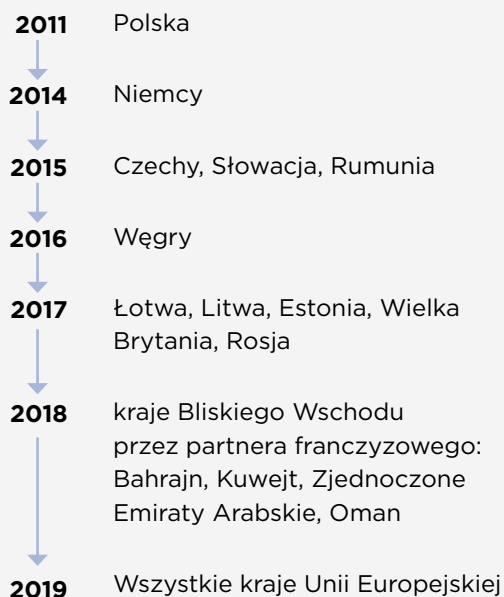 2011 Polska
2014 Niemcy
2015 Czechy, Słowacja, Rumunia
2016 Węgry
2017 Łotwa, Litwa, Estonia, Wielka
Brytania, Rosja
2018 kraje Bliskiego Wschodu
przez partnera franczyzowego:
Bahrajn, Kuwejt, Zjednoczone
Emiraty Arabskie, Oman
2019 Wszystkie kraje Unii Europejskiej